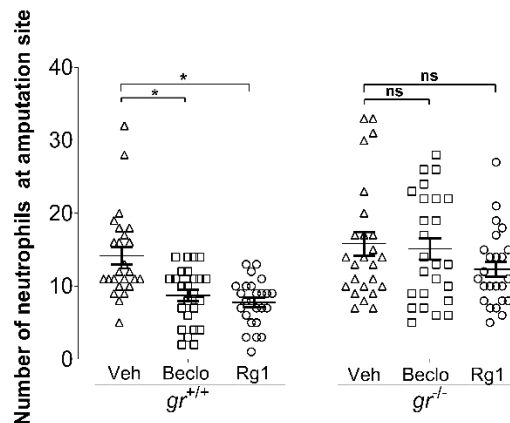 Number of neutrophils at amputation site
40
30
20
10
0
*
*
ns
ns
Veh Beclo Rg1 Veh Beclo Rg1
gr+/+ gr-/-